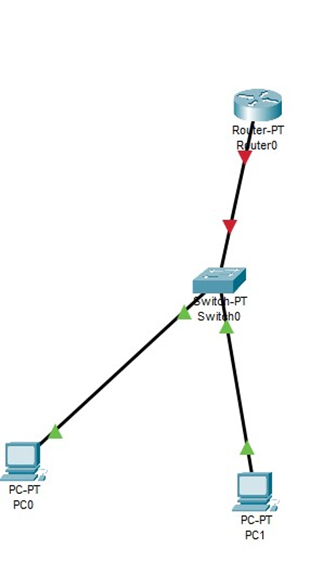 Router-PT
Router0
Switch-PT
Switch0
PC-PT
PC0
PC-PT
PC1